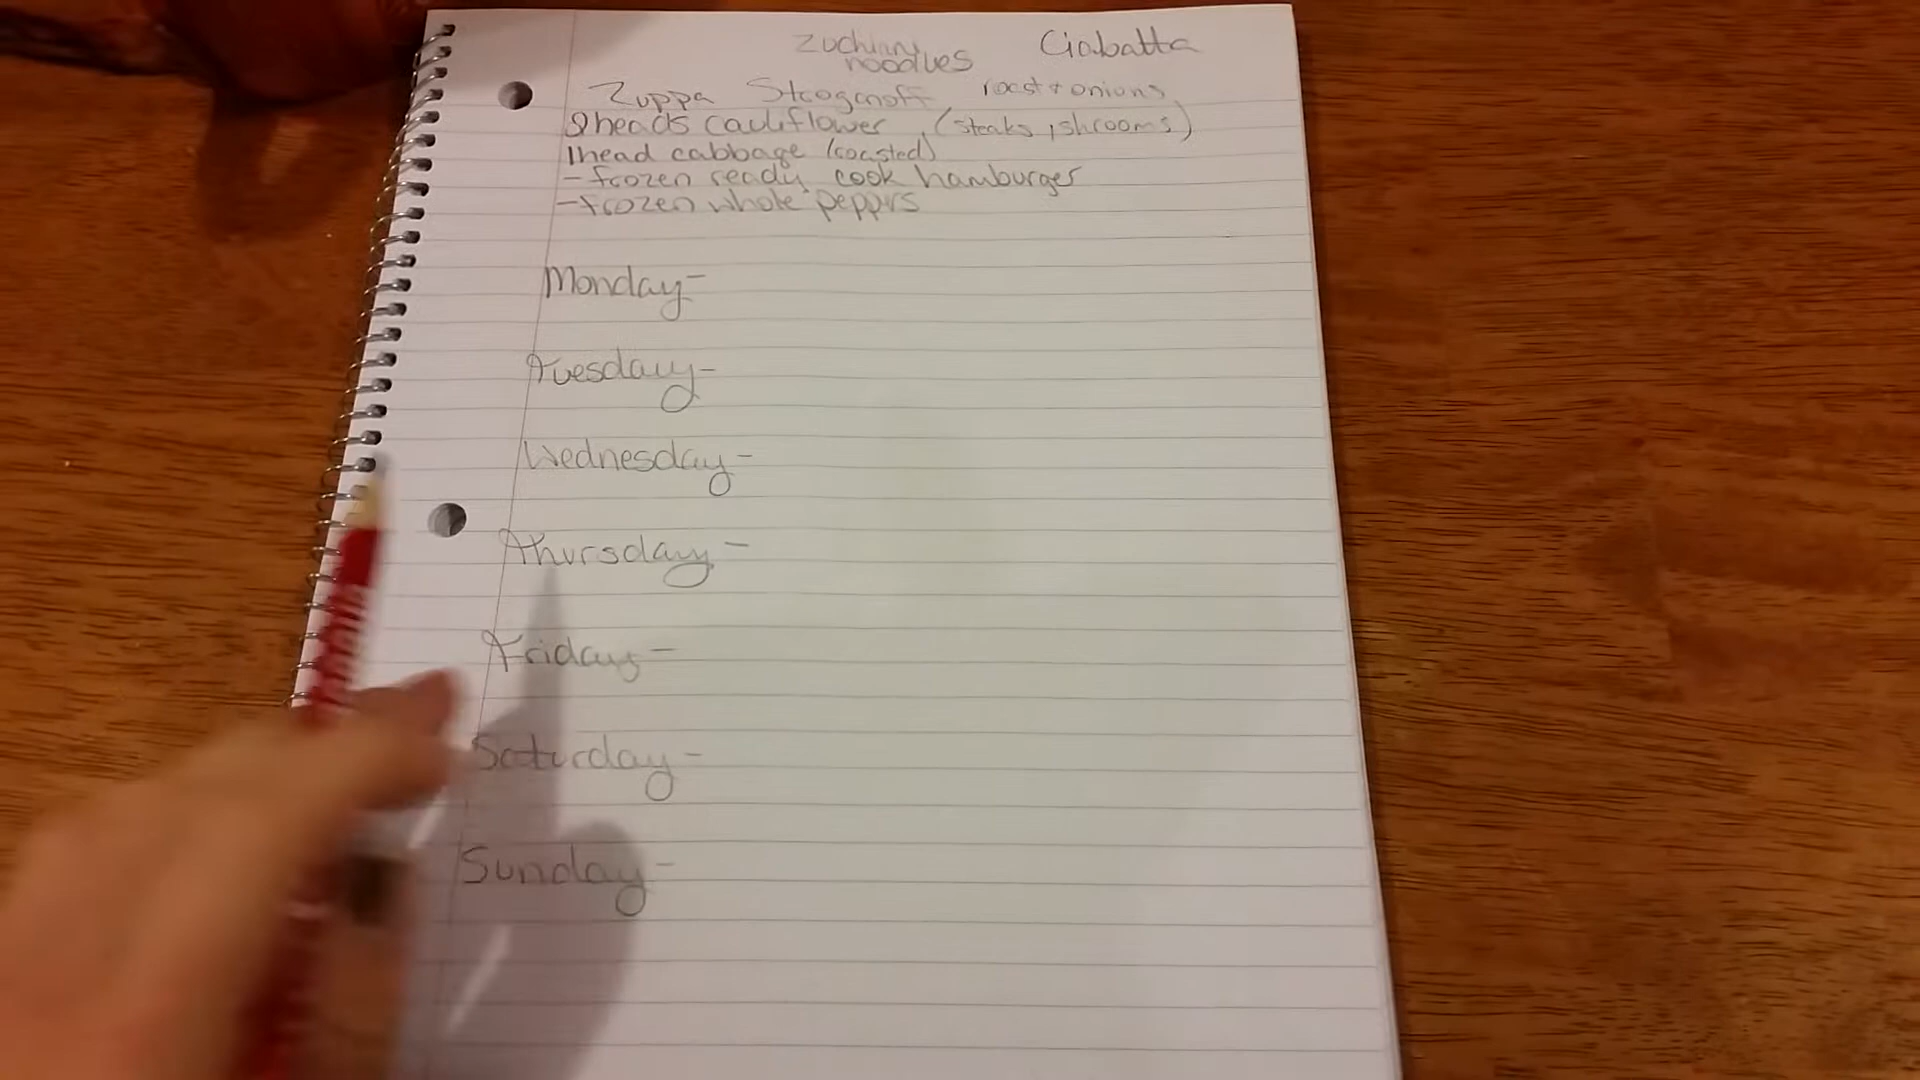 Zuchinny Ciabatta
noodles
Zuppa Stroganoff roast + onions
2 heads cauliflower (steaks, shrooms)
1 head cabbage (roasted)
- frozen ready cook hamburger
- frozen whole peppers
Monday -
Tuesday -
Wednesday -
Thursday -
Friday -
Saturday -
Sunday -